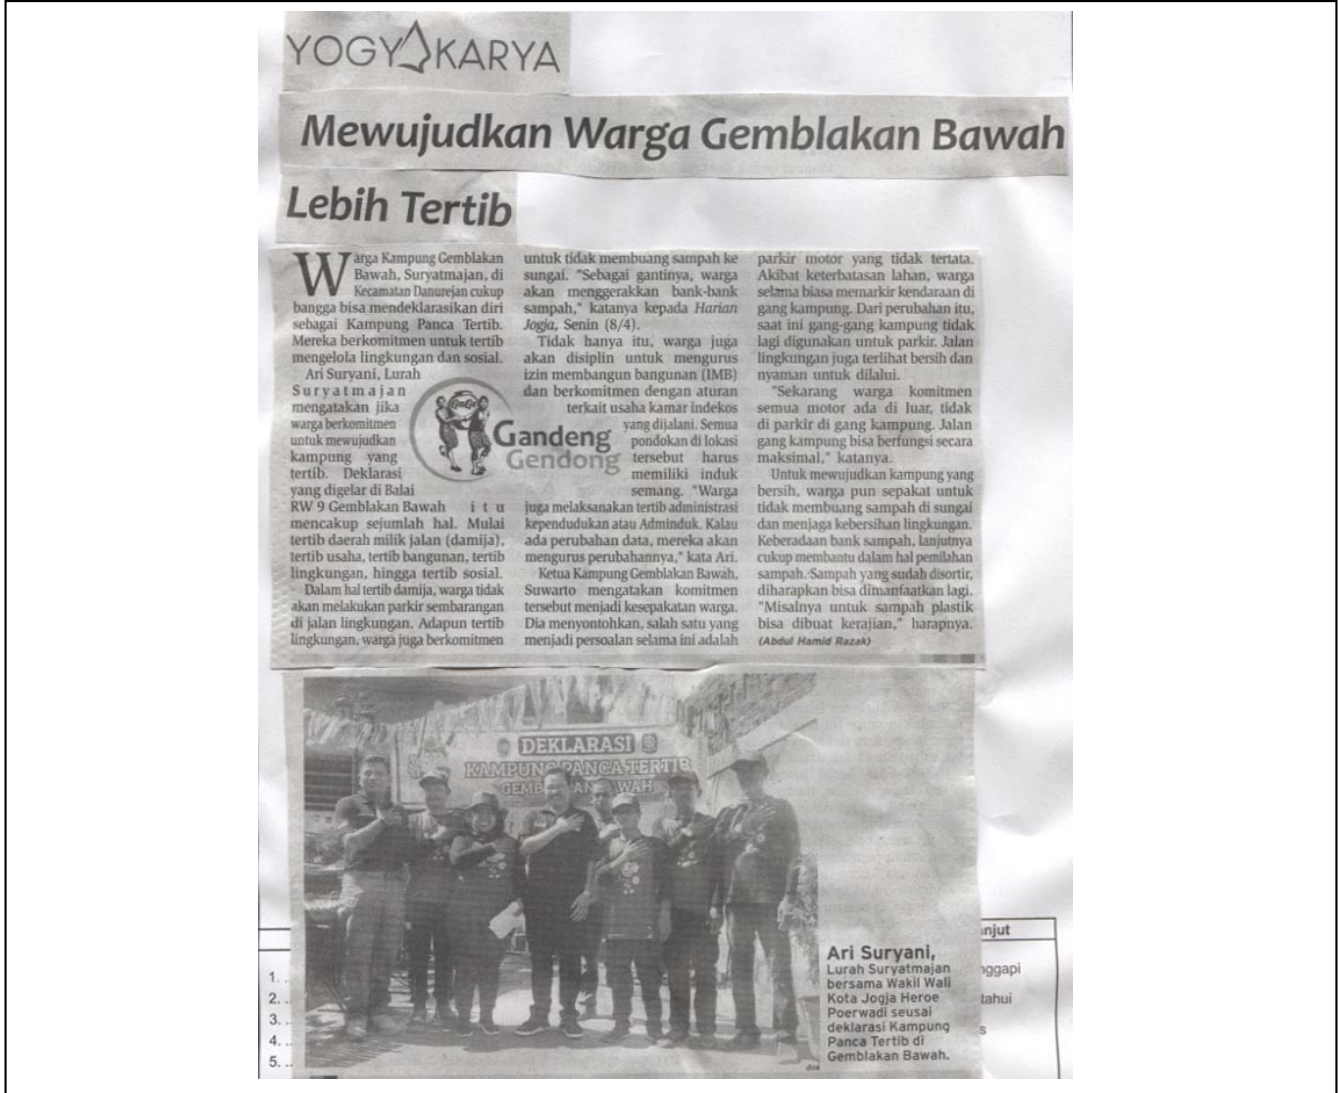 YOGYAKARYA
Mewujudkan Warga Gemblakan Bawah
Lebih Tertib
Warga Kampung Gemblakan
Bawah, Suryatmajan, di
Kecamatan Danurejan cukup
bangga bisa mendeklarasikan diri
sebagai Kampung Panca Tertib.
Mereka berkomitmen untuk tertib
mengelola lingkungan dan sosial.
Ari Suryani, Lurah
Suryatmajan
mengatakan jika
warga berkomitmen
untuk mewujudkan
kampung yang
tertib. Deklarasi
yang digelar di Balai
RW 9 Gemblakan Bawah itu
mencakup sejumlah hal. Mulai
tertib daerah milik jalan (damija),
tertib usaha, tertib bangunan, tertib
lingkungan, hingga tertib sosial.
Dalam hal tertib damija, warga tidak
akan melakukan parkir sembarangan
di jalan lingkungan. Adapun tertib
lingkungan, warga juga berkomitmen
untuk tidak membuang sampah ke
sungai. "Sebagai gantinya, warga
akan menggerakkan bank-bank
sampah," katanya kepada Harian
Jogja, Senin (8/4).
Tidak hanya itu, warga juga
akan disiplin untuk mengurus
izin membangun bangunan (IMB)
dan berkomitmen dengan aturan
terkait usaha kamar indekos
yang dijalani. Semua
pondokan di lokasi
tersebut harus
memiliki induk
semang. "Warga
juga melaksanakan tertib administrasi
kependudukan atau Adminduk. Kalau
ada perubahan data, mereka akan
mengurus perubahannya," kata Ari.
Ketua Kampung Gemblakan Bawah,
Suwarto mengatakan komitmen
tersebut menjadi kesepakatan warga.
Dia menyontohkan, salah satu yang
menjadi persoalan selama ini adalah
GaGe
Gandeng
Gendong
parkir motor yang tidak tertata.
Akibat keterbatasan lahan, warga
selama biasa memarkir kendaraan di
gang kampung. Dari perubahan itu,
saat ini gang-gang kampung tidak
lagi digunakan untuk parkir. Jalan
lingkungan juga terlihat bersih dan
nyaman untuk dilalui.
"Sekarang warga komitmen
semua motor ada di luar, tidak
di parkir di gang kampung. Jalan
gang kampung bisa berfungsi secara
maksimal," katanya.
Untuk mewujudkan kampung yang
bersih, warga pun sepakat untuk
tidak membuang sampah di sungai
dan menjaga kebersihan lingkungan.
Keberadaan bank sampah, lanjutnya
cukup membantu dalam hal pemilahan
sampah. Sampah yang sudah disortir,
diharapkan bisa dimanfaatkan lagi.
"Misalnya untuk sampah plastik
bisa dibuat kerajian," harapnya.
(Abdul Hamid Razak)
DEKLARASI
KAMPUNG PANCA TERTIB
Ari Suryani,
Lurah Suryatmajan
bersama Wakil Wali
Kota Jogja Heroe
Poerwadi seusai
deklarasi Kampung
Panca Tertib di
Gemblakan Bawah.
dok
1. ..
2. ..
3. ..
4. ..
5. ..